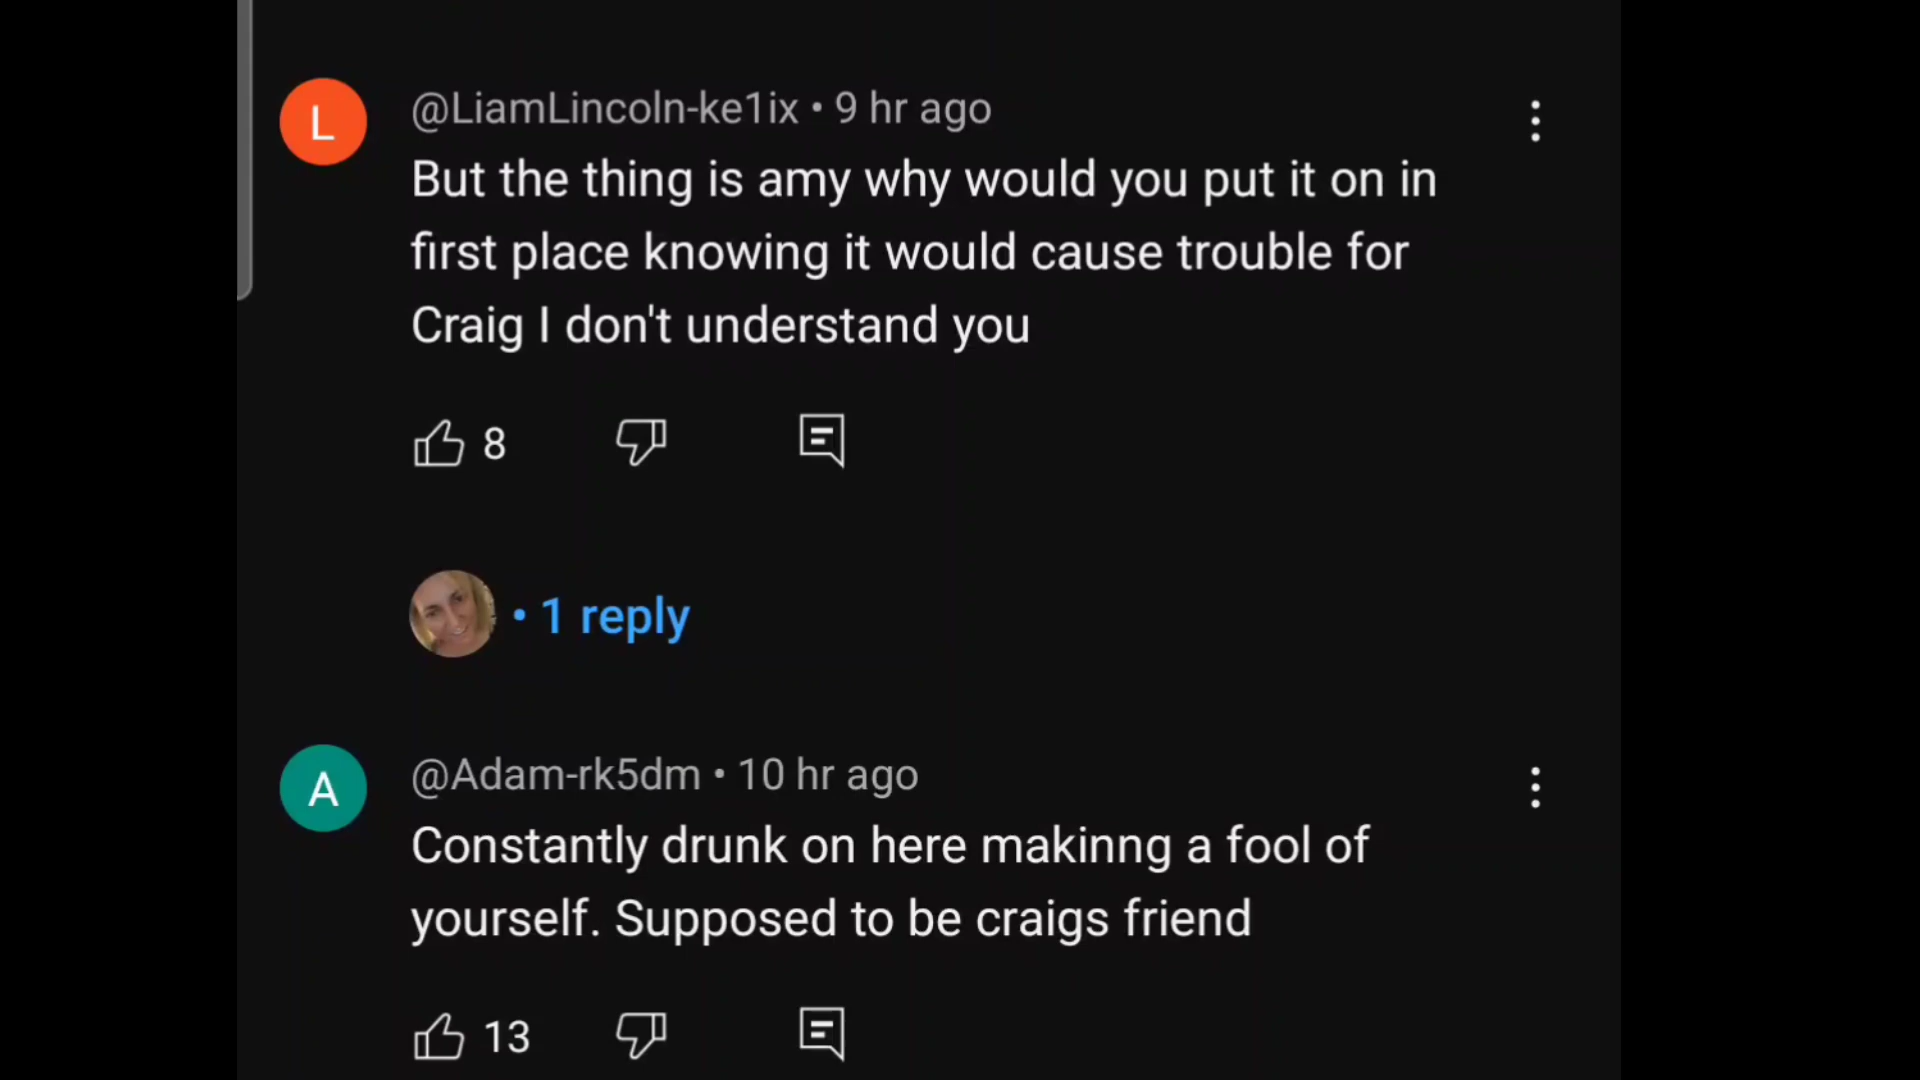 L
@LiamLincoln-ke1ix • 9 hr ago
But the thing is amy why would you put it on in
first place knowing it would cause trouble for
Craig I don't understand you
8
• 1 reply
A
@Adam-rk5dm • 10 hr ago
Constantly drunk on here makinng a fool of
yourself. Supposed to be craigs friend
13